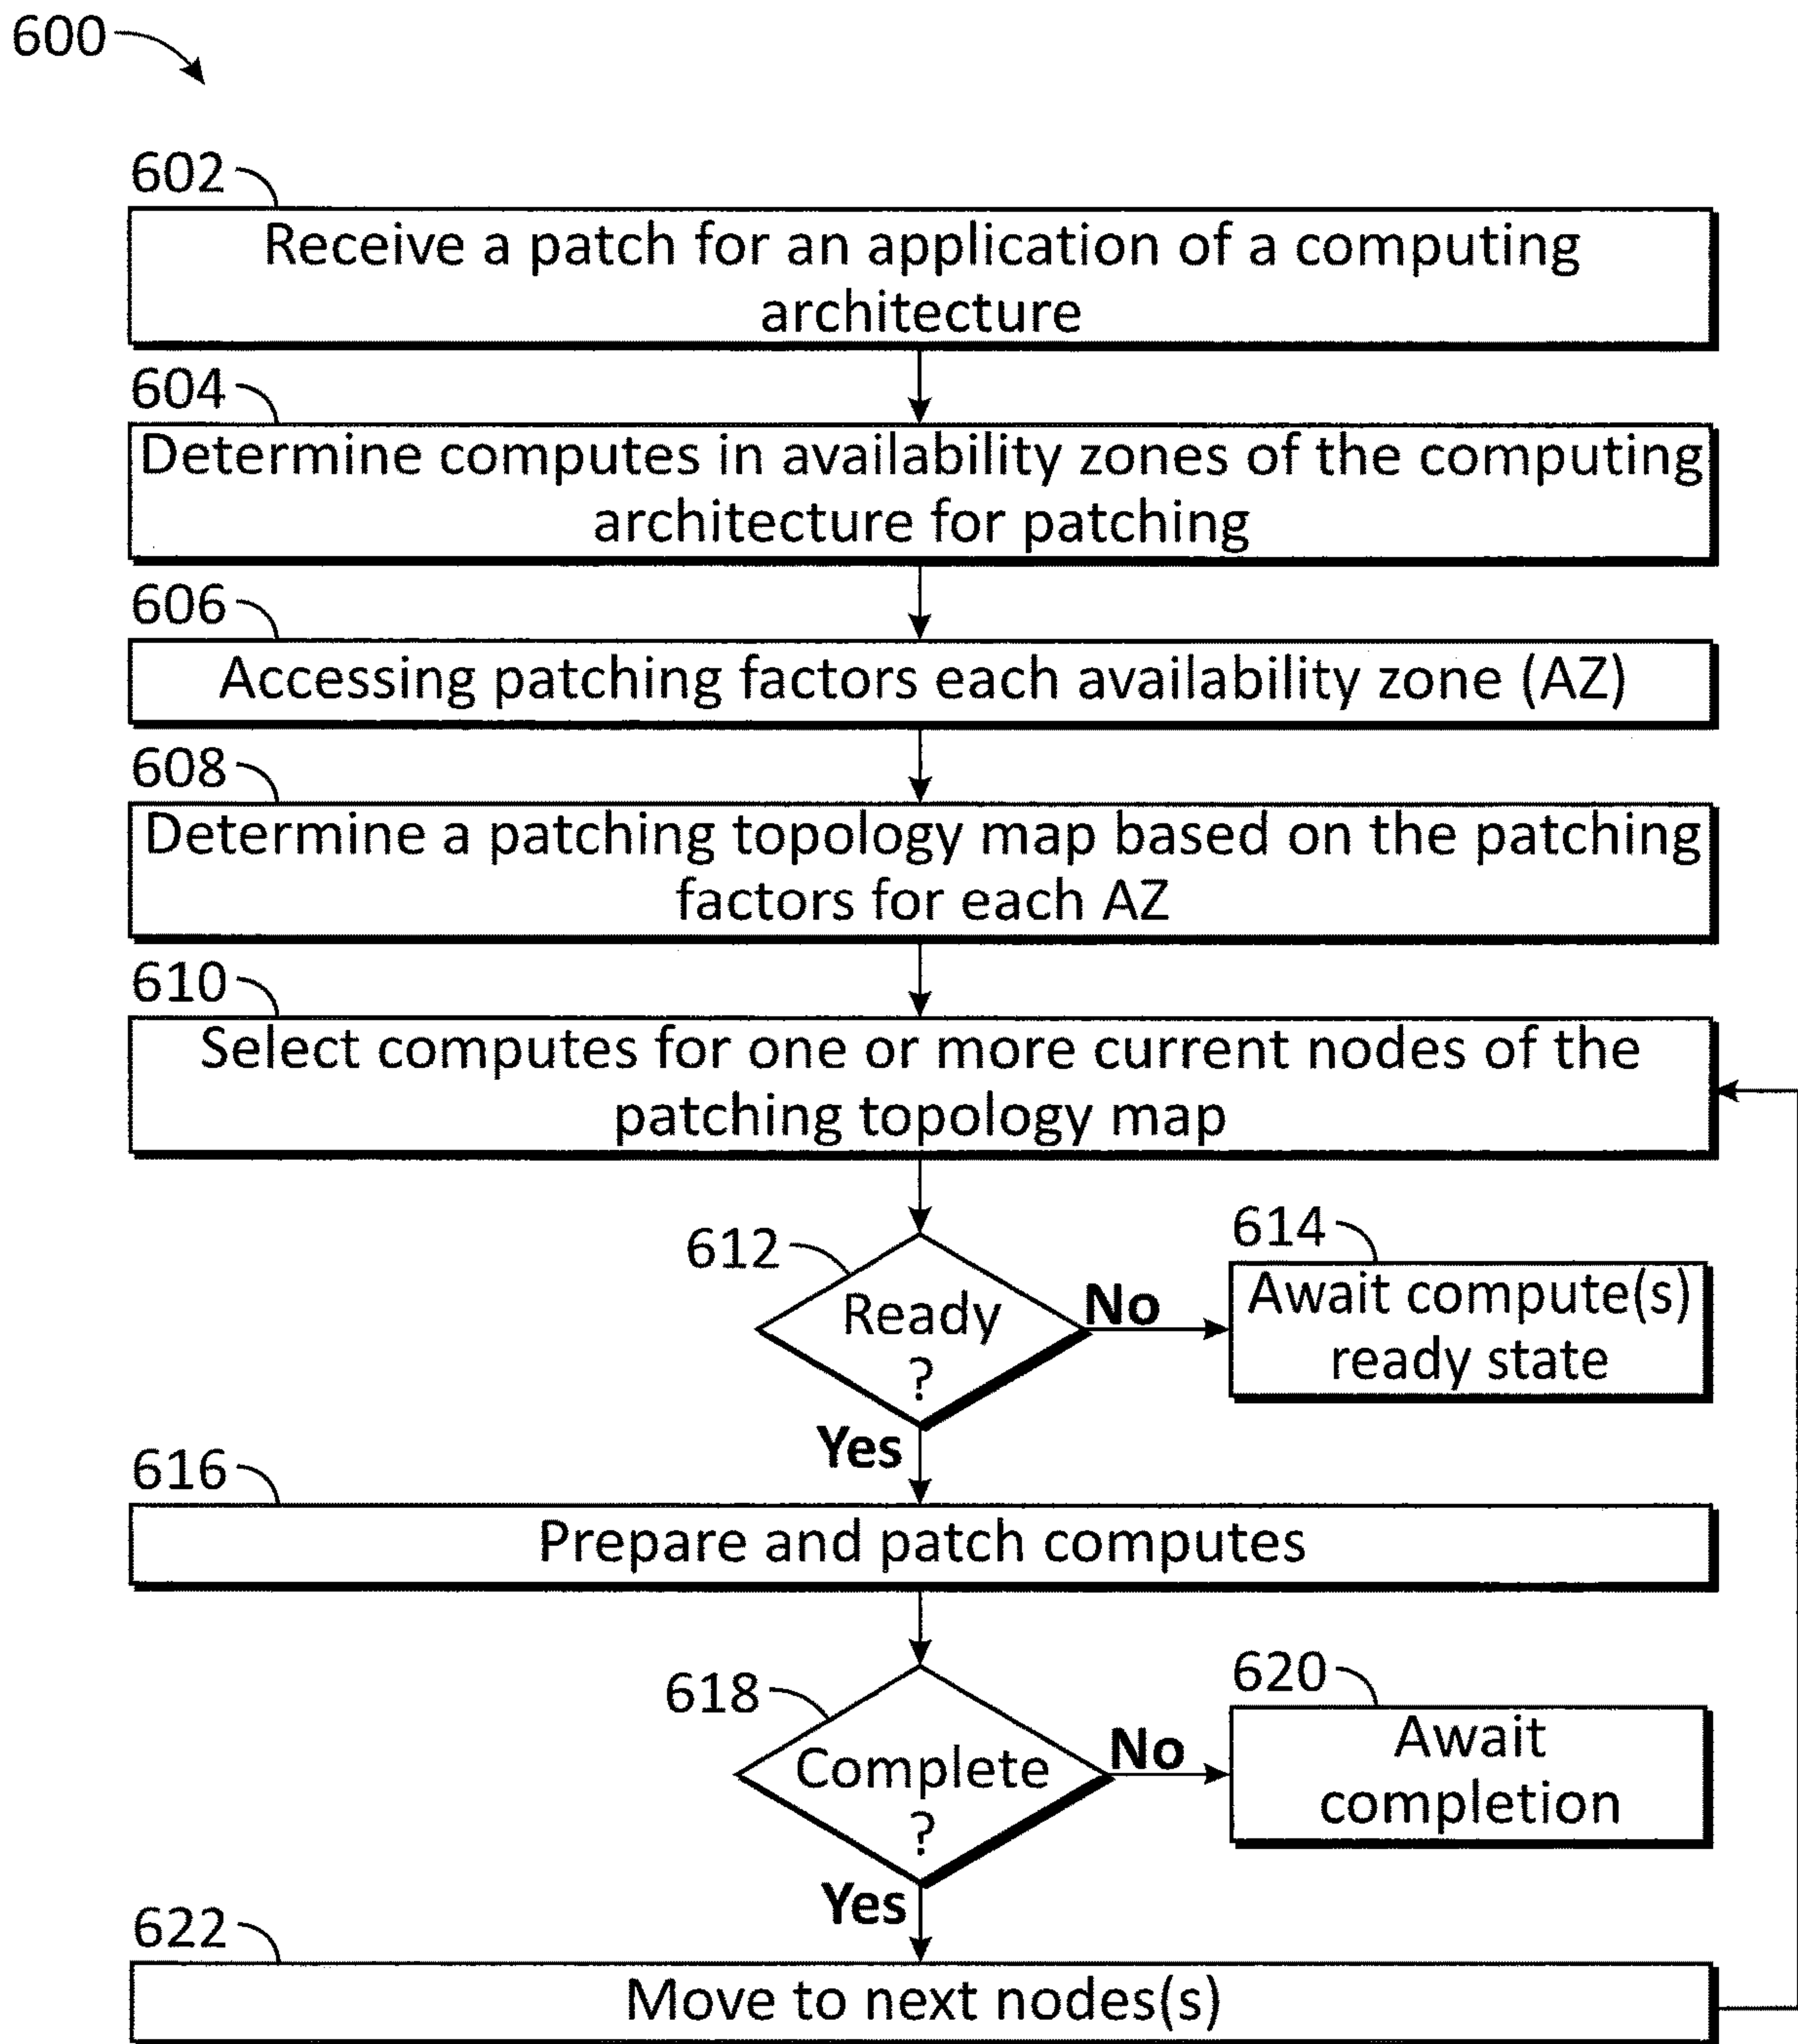 600
602
Receive a patch for an application of a computing
architecture
604
Determine computes in availability zones of the computing
architecture for patching
606
Accessing patching factors each availability zone (AZ)
608
Determine a patching topology map based on the patching
factors for each AZ
610
Select computes for one or more current nodes of the
patching topology map
612
Ready
?
No
614
Await compute(s)
ready state
Yes
616
Prepare and patch computes
618
Complete
?
No
620
Await
completion
Yes
622
Move to next nodes(s)